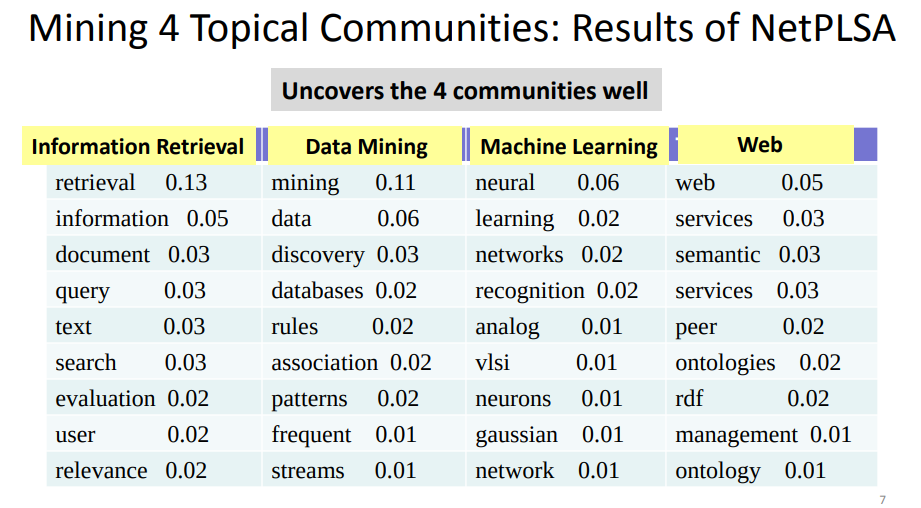 Mining 4 Topical Communities: Results of NetPLSA
Uncovers the 4 communities well
Information Retrieval Data Mining Machine Learning Web
retrieval 0.13 mining 0.11 neural 0.06 web 0.05
information 0.05 data 0.06 learning 0.02 services 0.03
document 0.03 discovery 0.03 networks 0.02 semantic 0.03
query 0.03 databases 0.02 recognition 0.02 services 0.03
text 0.03 rules 0.02 analog 0.01 peer 0.02
search 0.03 association 0.02 vlsi 0.01 ontologies 0.02
evaluation 0.02 patterns 0.02 neurons 0.01 rdf 0.02
user 0.02 frequent 0.01 gaussian 0.01 management 0.01
relevance 0.02 streams 0.01 network 0.01 ontology 0.01
7